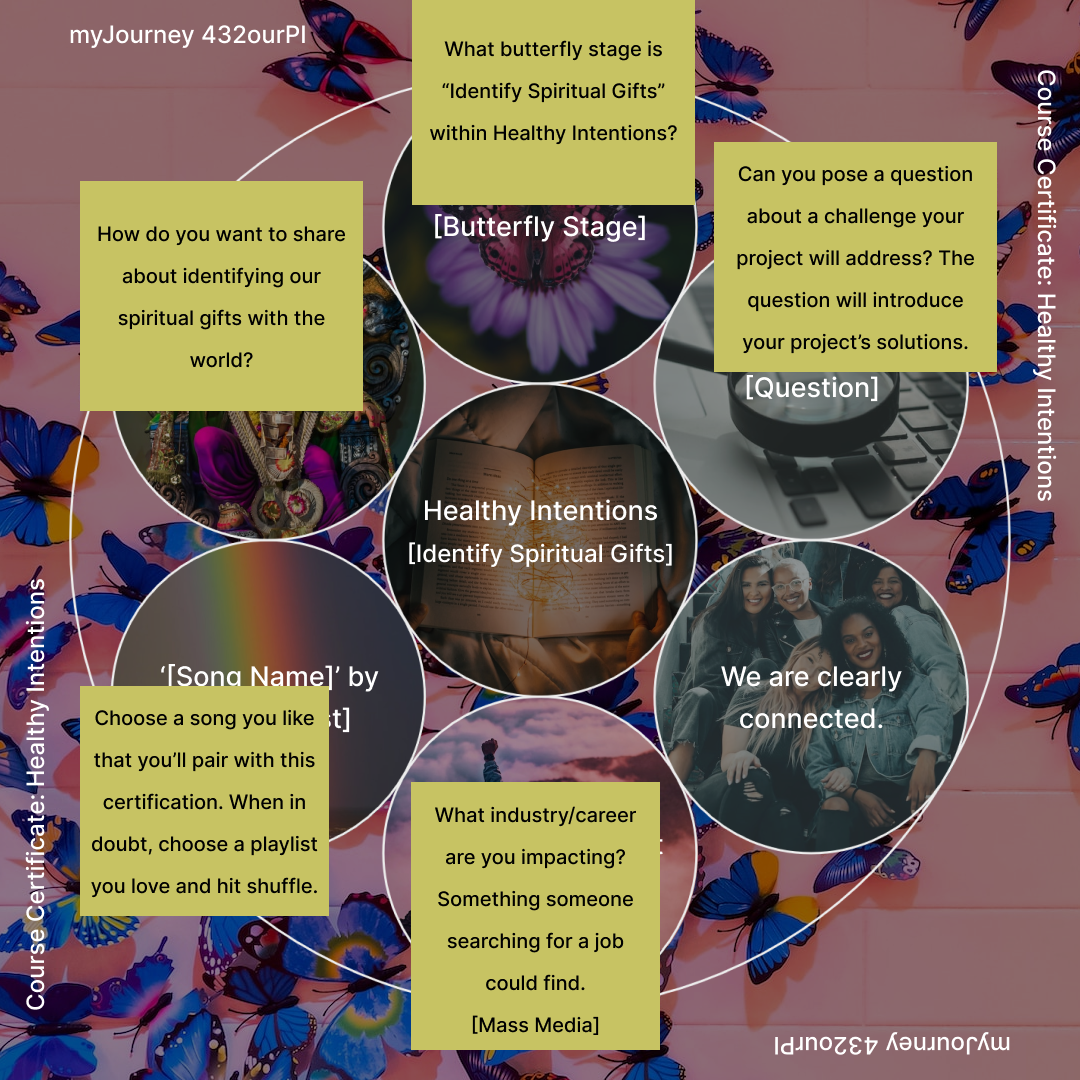 myJourney 432ourPI
What butterfly stage is
“Identify Spiritual Gifts”
within Healthy Intentions?
[Butterfly Stage]
Can you pose a question
about a challenge your
project will address? The
question will introduce
your project’s solutions.
[Question]
How do you want to share
about identifying our
spiritual gifts with the
world?
Healthy Intentions
[Identify Spiritual Gifts]
‘[Song Name]’ by
Choose a song you like
that you’ll pair with this
certification. When in
doubt, choose a playlist
you love and hit shuffle.
We are clearly
connected.
What industry/career
are you impacting?
Something someone
searching for a job
could find.
[Mass Media]
Course Certificate: Healthy Intentions
Course Certificate: Healthy Intentions
myJourney 432ourPI